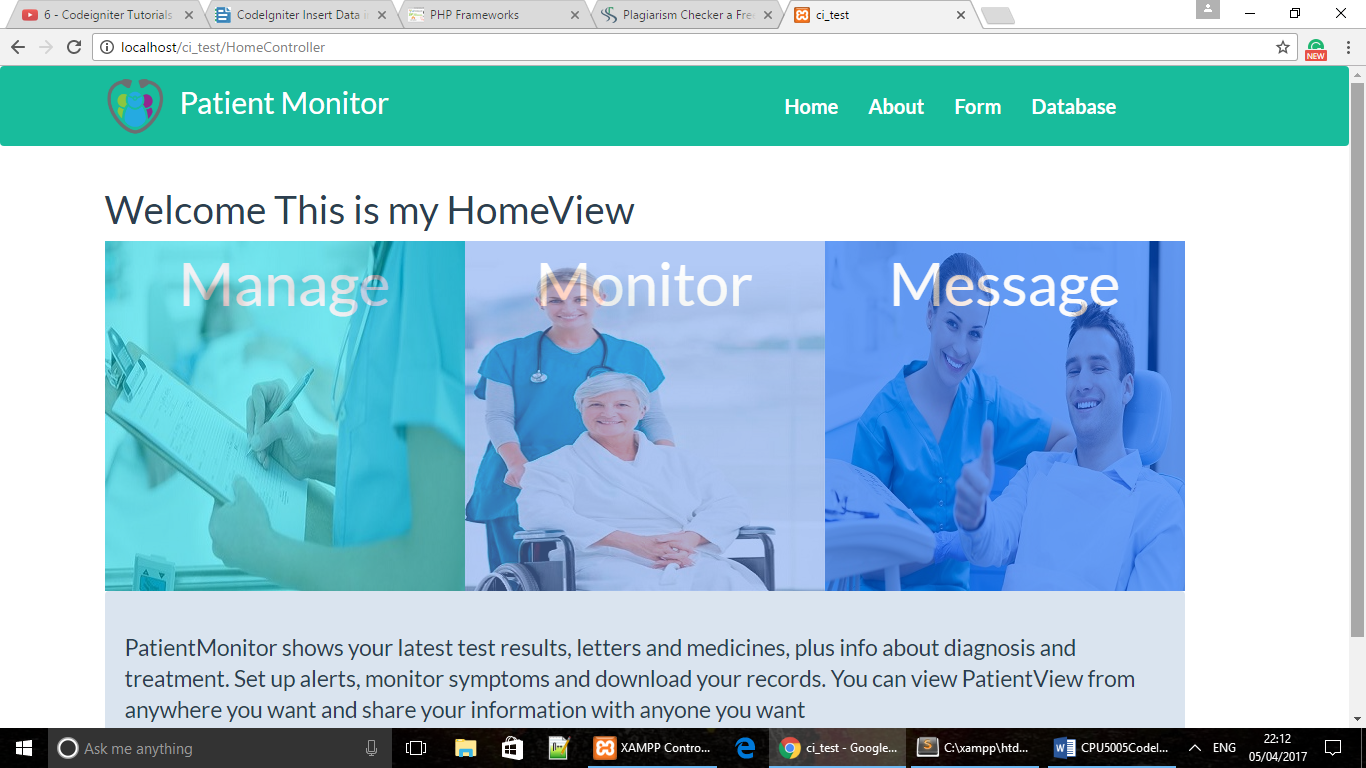 6 - Codeigniter Tutorials
CodeIgniter Insert Data i
PHP Frameworks
Plagiarism Checker a Fre
ci_test
localhost/ci_test/HomeController
NEW
Patient Monitor
Home
About
Form
Database
Welcome This is my HomeView
Manage
Monitor
Message
PatientMonitor shows your latest test results, letters and medicines, plus info about diagnosis and
treatment. Set up alerts, monitor symptoms and download your records. You can view PatientView from
anywhere you want and share your information with anyone you want
Ask me anything
XAMPP Contro...
ci_test - Google...
C:\xampp\htd...
CPU5005CodeI...
ENG
22:12
05/04/2017